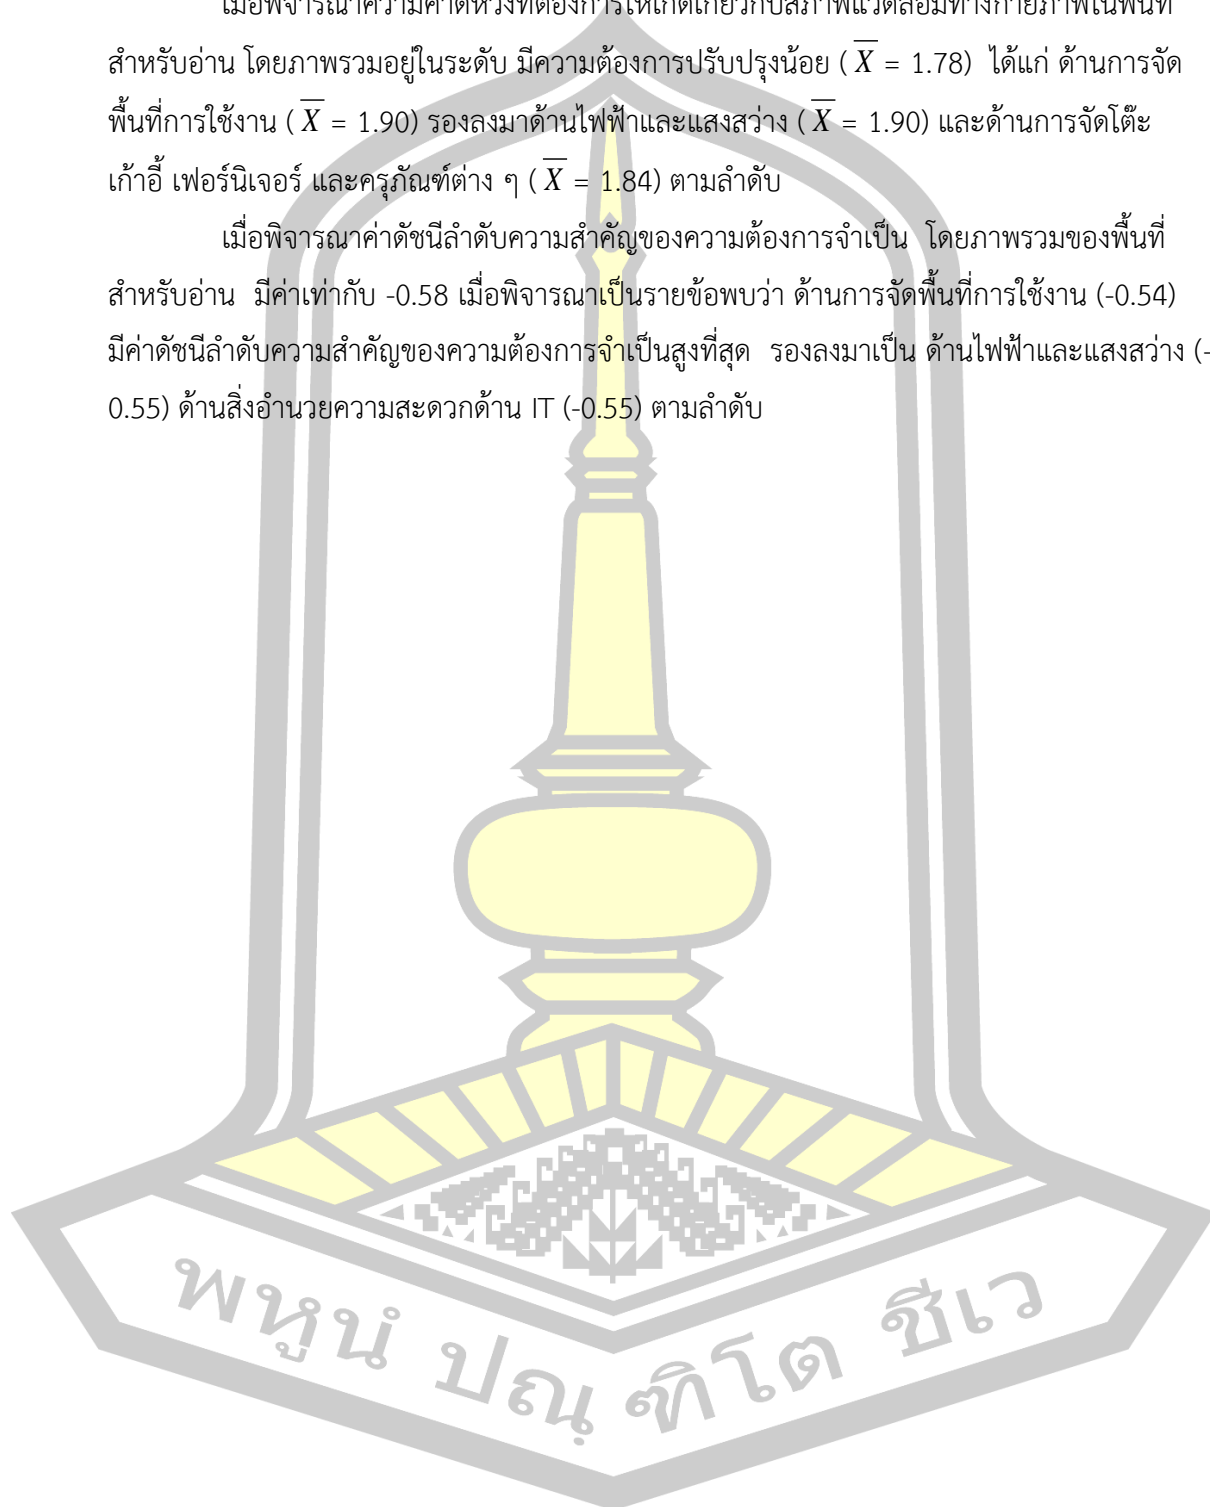 เมื่อพิจารณาความคาดหวังที่ต้องการให้เกิดเกี่ยวกับสภาพแวดล้อมทางกายภาพในพื้นที่
สำหรับอ่าน โดยภาพรวมอยู่ในระดับ มีความต้องการปรับปรุงน้อย ( X̅ = 1.78) ได้แก่ ด้านการจัด
พื้นที่การใช้งาน ( X̅ = 1.90) รองลงมาด้านไฟฟ้าและแสงสว่าง ( X̅ = 1.90) และด้านการจัดโต๊ะ
เก้าอี้ เฟอร์นิเจอร์ และครุภัณฑ์ต่าง ๆ ( X̅ = 1.84) ตามลำดับ
เมื่อพิจารณาค่าดัชนีลำดับความสำคัญของความต้องการจำเป็น โดยภาพรวมของพื้นที่
สำหรับอ่าน มีค่าเท่ากับ -0.58 เมื่อพิจารณาเป็นรายข้อพบว่า ด้านการจัดพื้นที่การใช้งาน (-0.54)
มีค่าดัชนีลำดับความสำคัญของความต้องการจำเป็นสูงที่สุด รองลงมาเป็น ด้านไฟฟ้าและแสงสว่าง (-
0.55) ด้านสิ่งอำนวยความสะดวกด้าน IT (-0.55) ตามลำดับ
พหูนํ ปณฺฑิโต ชีเว